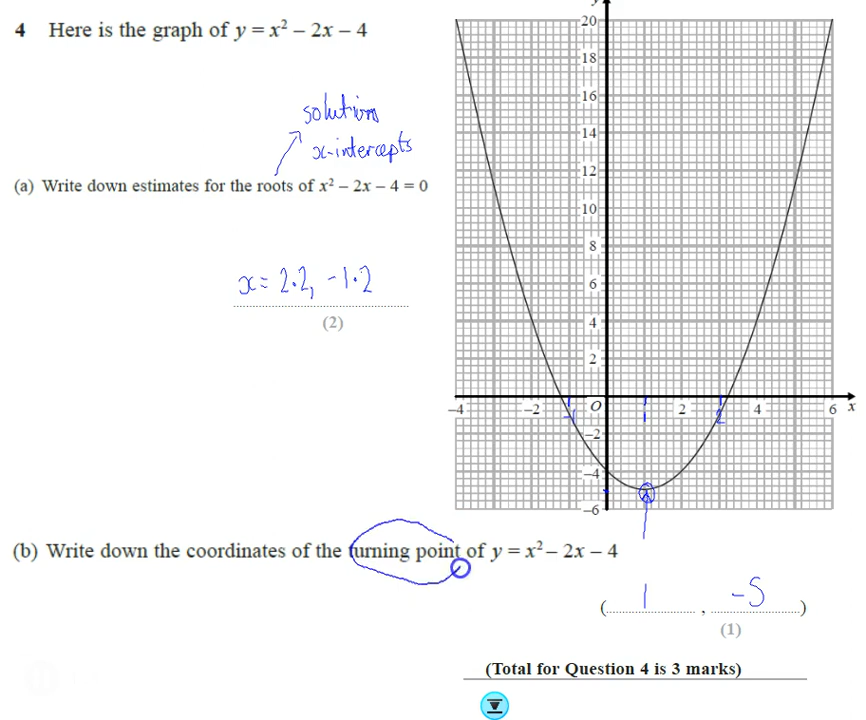 4 Here is the graph of y = x² − 2x − 4
solutions
x-intercepts
(a) Write down estimates for the roots of x² − 2x − 4 = 0
x = 2.2, -1.2
(2)
y
20
18
16
14
12
10
8
6
4
2
−4 −2 O 2 4 6 x
-1 1
−2
−4
−6
(b) Write down the coordinates of the turning point of y = x² − 2x − 4
( 1 , -5 )
(1)
(Total for Question 4 is 3 marks)